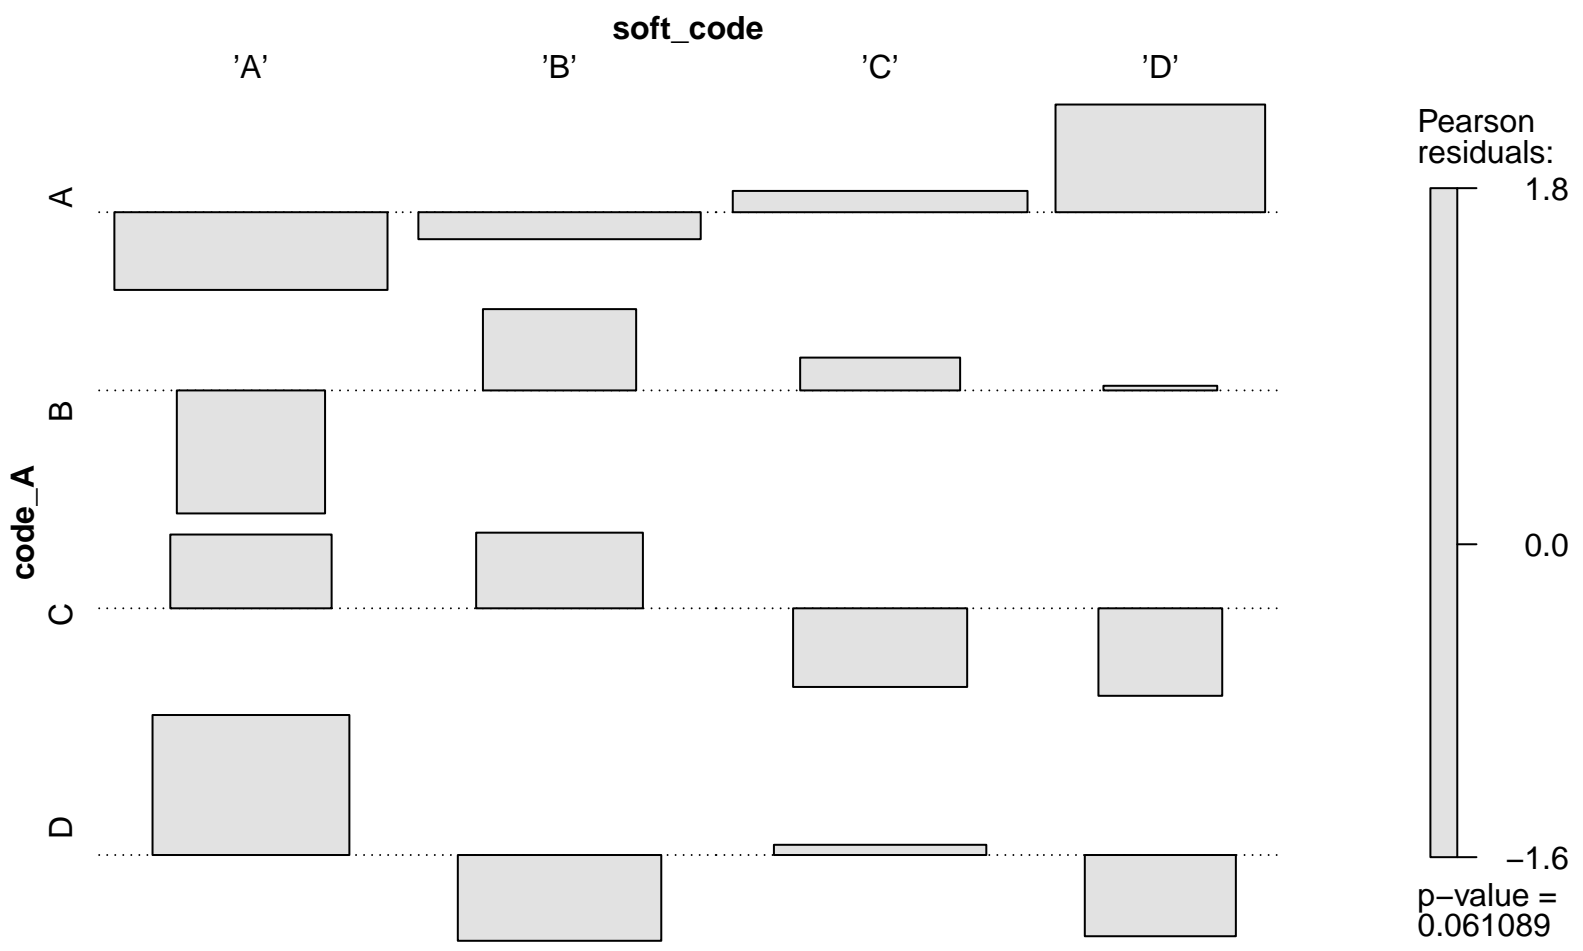 soft_code
’A’ ’B’ ’C’ ’D’
code_A
A
B
C
D
Pearson
residuals:
1.8
0.0
−1.6
p−value =
0.061089